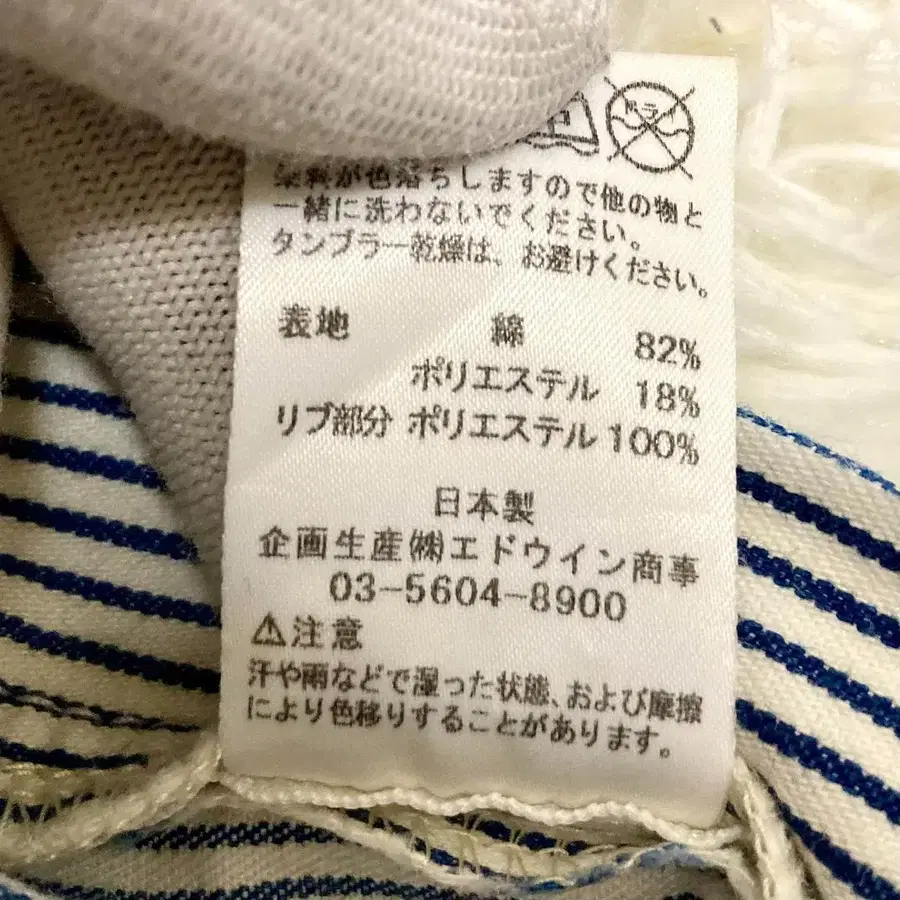 ドラ
染料が色落ちしますので他の物と
一緒に洗わないでください。
タンブラー乾燥は、お避けください。
表地 綿 82%
ポリエステル 18%
リブ部分 ポリエステル 100%
日本製
企画生産㈱エドウイン商事
03-5604-8900
⚠注意
汗や雨などで湿った状態、および摩擦
により色移りすることがあります。